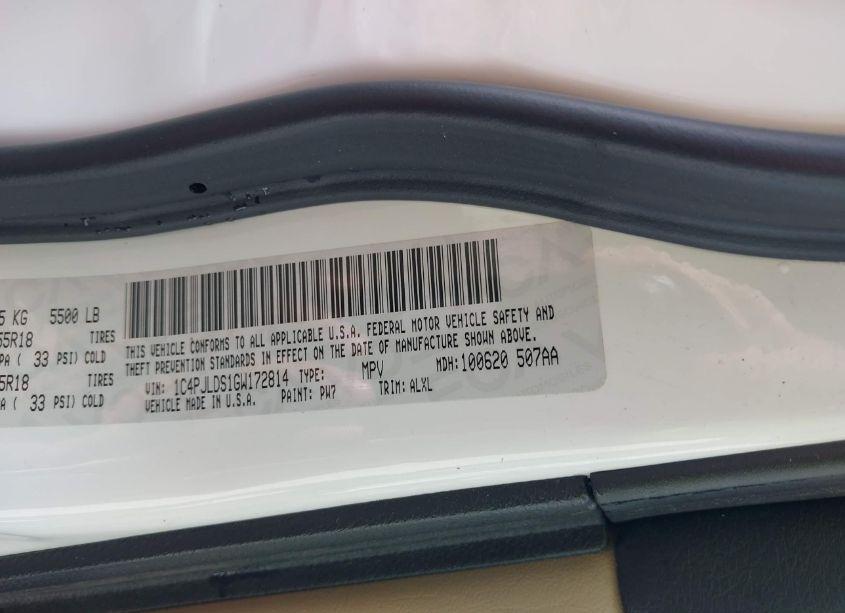 5 KG 5500 LB
55R18 TIRES
PA ( 33 PSI) COLD
5R18 TIRES
PA ( 33 PSI) COLD
THIS VEHICLE CONFORMS TO ALL APPLICABLE U.S.A. FEDERAL MOTOR VEHICLE SAFETY AND
THEFT PREVENTION STANDARDS IN EFFECT ON THE DATE OF MANUFACTURE SHOWN ABOVE.
VIN: 1C4PJLDS1GW172814 TYPE: MPV MDH:100620 507AA
VEHICLE MADE IN U.S.A. PAINT: PW7 TRIM: ALXL